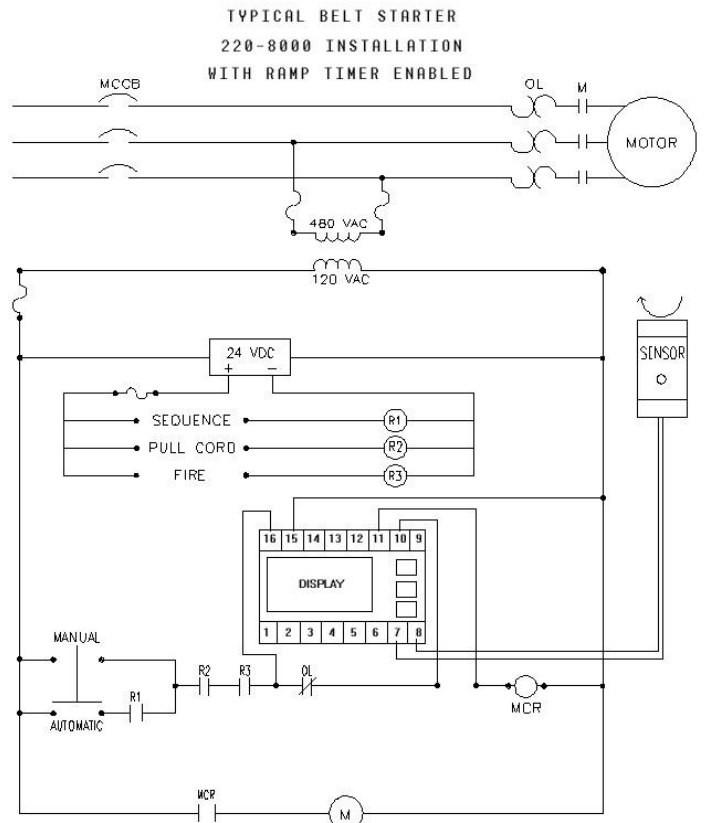 TYPICAL BELT STARTER
220-8000 INSTALLATION
WITH RAMP TIMER ENABLED
MCCB
OL
M
MOTOR
480 VAC
120 VAC
24 VDC
+ -
SENSOR
SEQUENCE
R1
PULL CORD
R2
FIRE
R3
16 15 14 13 12 11 10 9
DISPLAY
1 2 3 4 5 6 7 8
MANUAL
R2
R3
OL
R1
AUTOMATIC
MCR
MCR
M